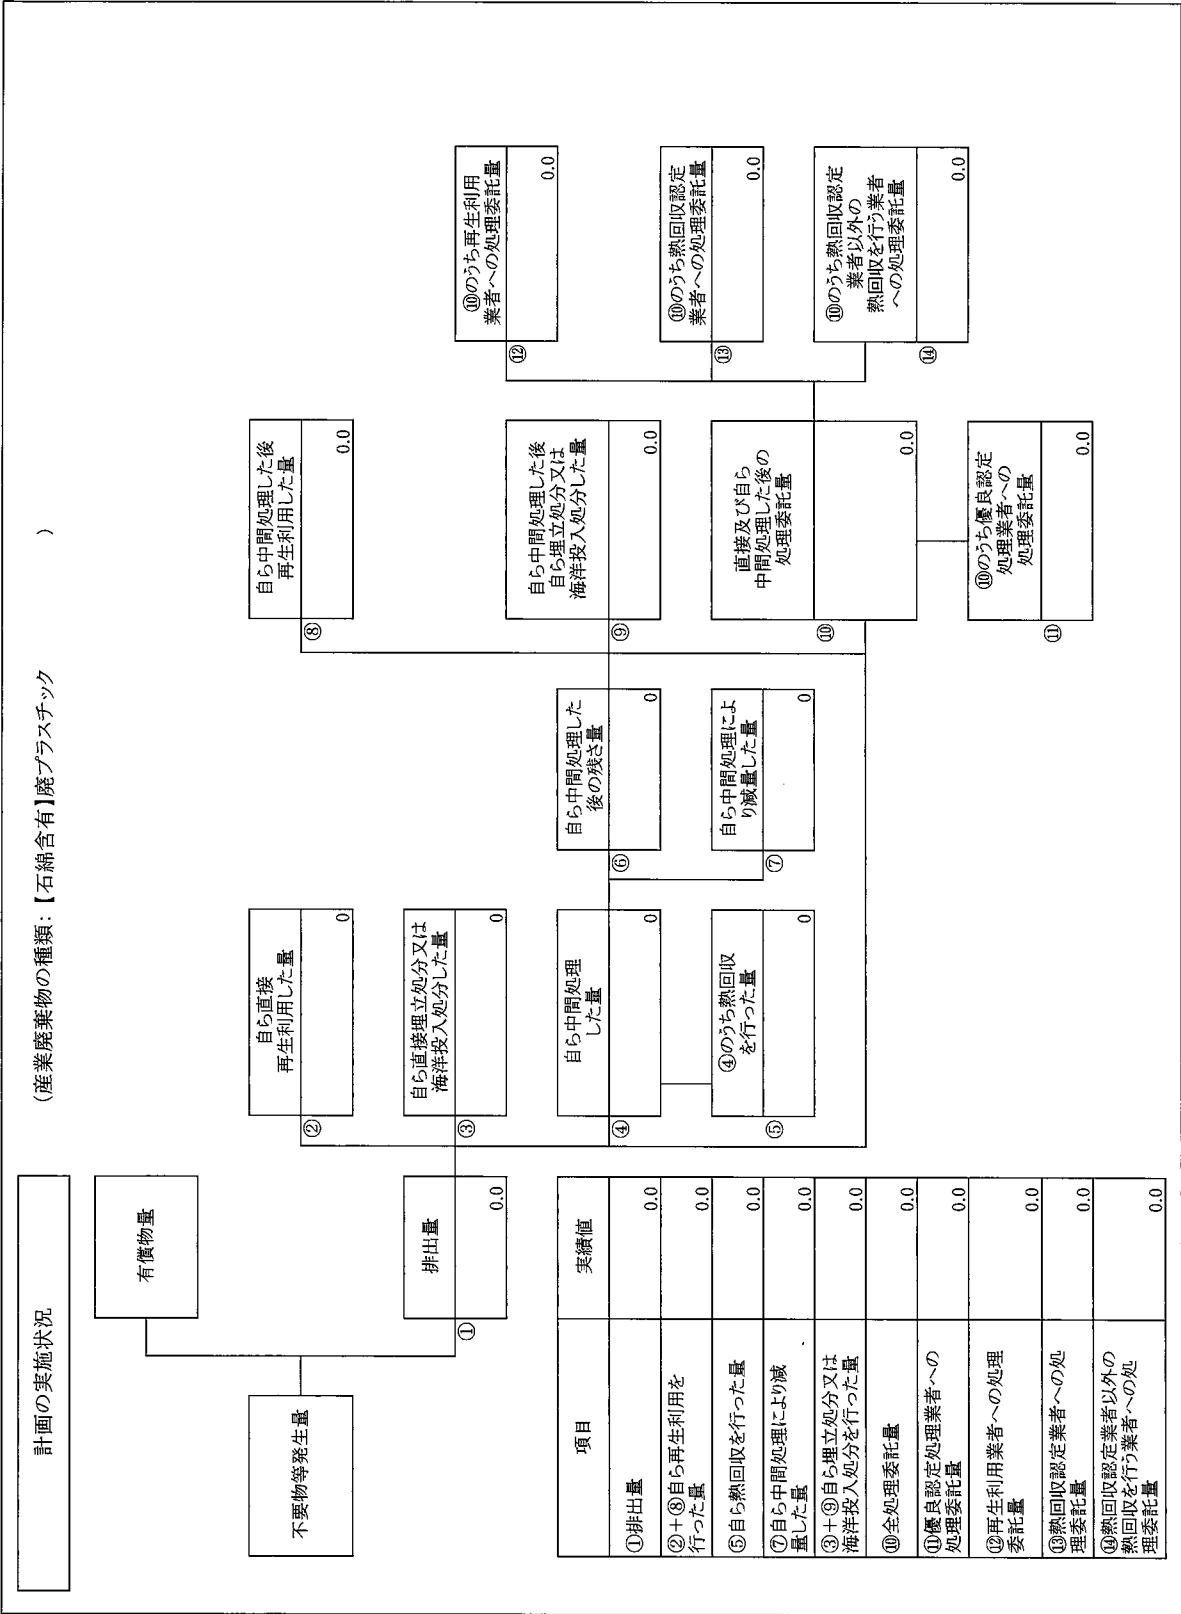 計画の実施状況
(産業廃棄物の種類：【石綿含有】廃プラスチック )
不要物等発生量
有償物量
①
排出量
0.0
②
自ら直接
再生利用した量
0
③
自ら直接埋立処分又は
海洋投入処分した量
0
④
自ら中間処理
した量
0
⑤
④のうち熱回収
を行った量
0
⑥
自ら中間処理した
後の残さ量
0
⑦
自ら中間処理によ
り減量した量
0
⑧
自ら中間処理した後
再生利用した量
0.0
⑨
自ら中間処理した後
自ら埋立処分又は
海洋投入処分した量
0.0
⑩
直接及び自ら
中間処理した後の
処理委託量
0.0
⑪
⑩のうち優良認定
処理業者への
処理委託量
0.0
⑫
⑩のうち再生利用
業者への処理委託量
0.0
⑬
⑩のうち熱回収認定
業者への処理委託量
0.0
⑭
⑩のうち熱回収認定
業者以外の
熱回収を行う業者
への処理委託量
0.0
項目 実績値
①排出量 0.0
②+⑧自ら再生利用を
行った量 0.0
⑤自ら熱回収を行った量 0.0
⑦自ら中間処理により減
量した量 0.0
③+⑨自ら埋立処分又は
海洋投入処分を行った量 0.0
⑩全処理委託量 0.0
⑪優良認定処理業者への
処理委託量 0.0
⑫再生利用業者への処理
委託量 0.0
⑬熱回収認定業者への処
理委託量 0.0
⑭熱回収認定業者以外の
熱回収を行う業者への処
理委託量 0.0